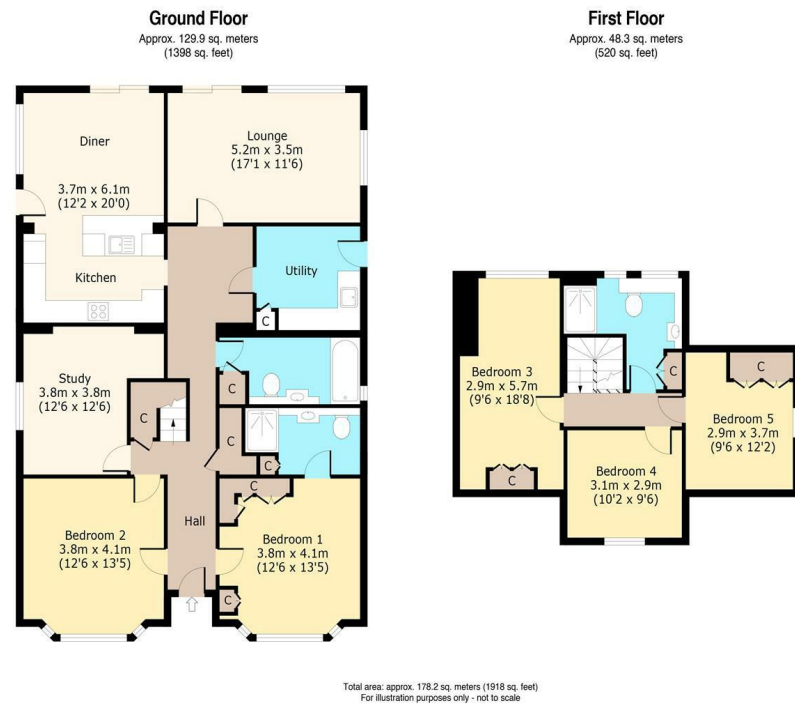 Ground Floor
Approx. 129.9 sq. meters
(1398 sq. feet)
Diner
3.7m x 6.1m
(12'2 x 20'0)
Kitchen
Lounge
5.2m x 3.5m
(17'1 x 11'6)
Utility
C
Study
3.8m x 3.8m
(12'6 x 12'6)
C
C
C
C
C
Hall
Bedroom 2
3.8m x 4.1m
(12'6 x 13'5)
Bedroom 1
3.8m x 4.1m
(12'6 x 13'5)
C
First Floor
Approx. 48.3 sq. meters
(520 sq. feet)
Bedroom 3
2.9m x 5.7m
(9'6 x 18'8)
C
C
C
Bedroom 5
2.9m x 3.7m
(9'6 x 12'2)
Bedroom 4
3.1m x 2.9m
(10'2 x 9'6)
Total area: approx. 178.2 sq. meters (1918 sq. feet)
For illustration purposes only - not to scale